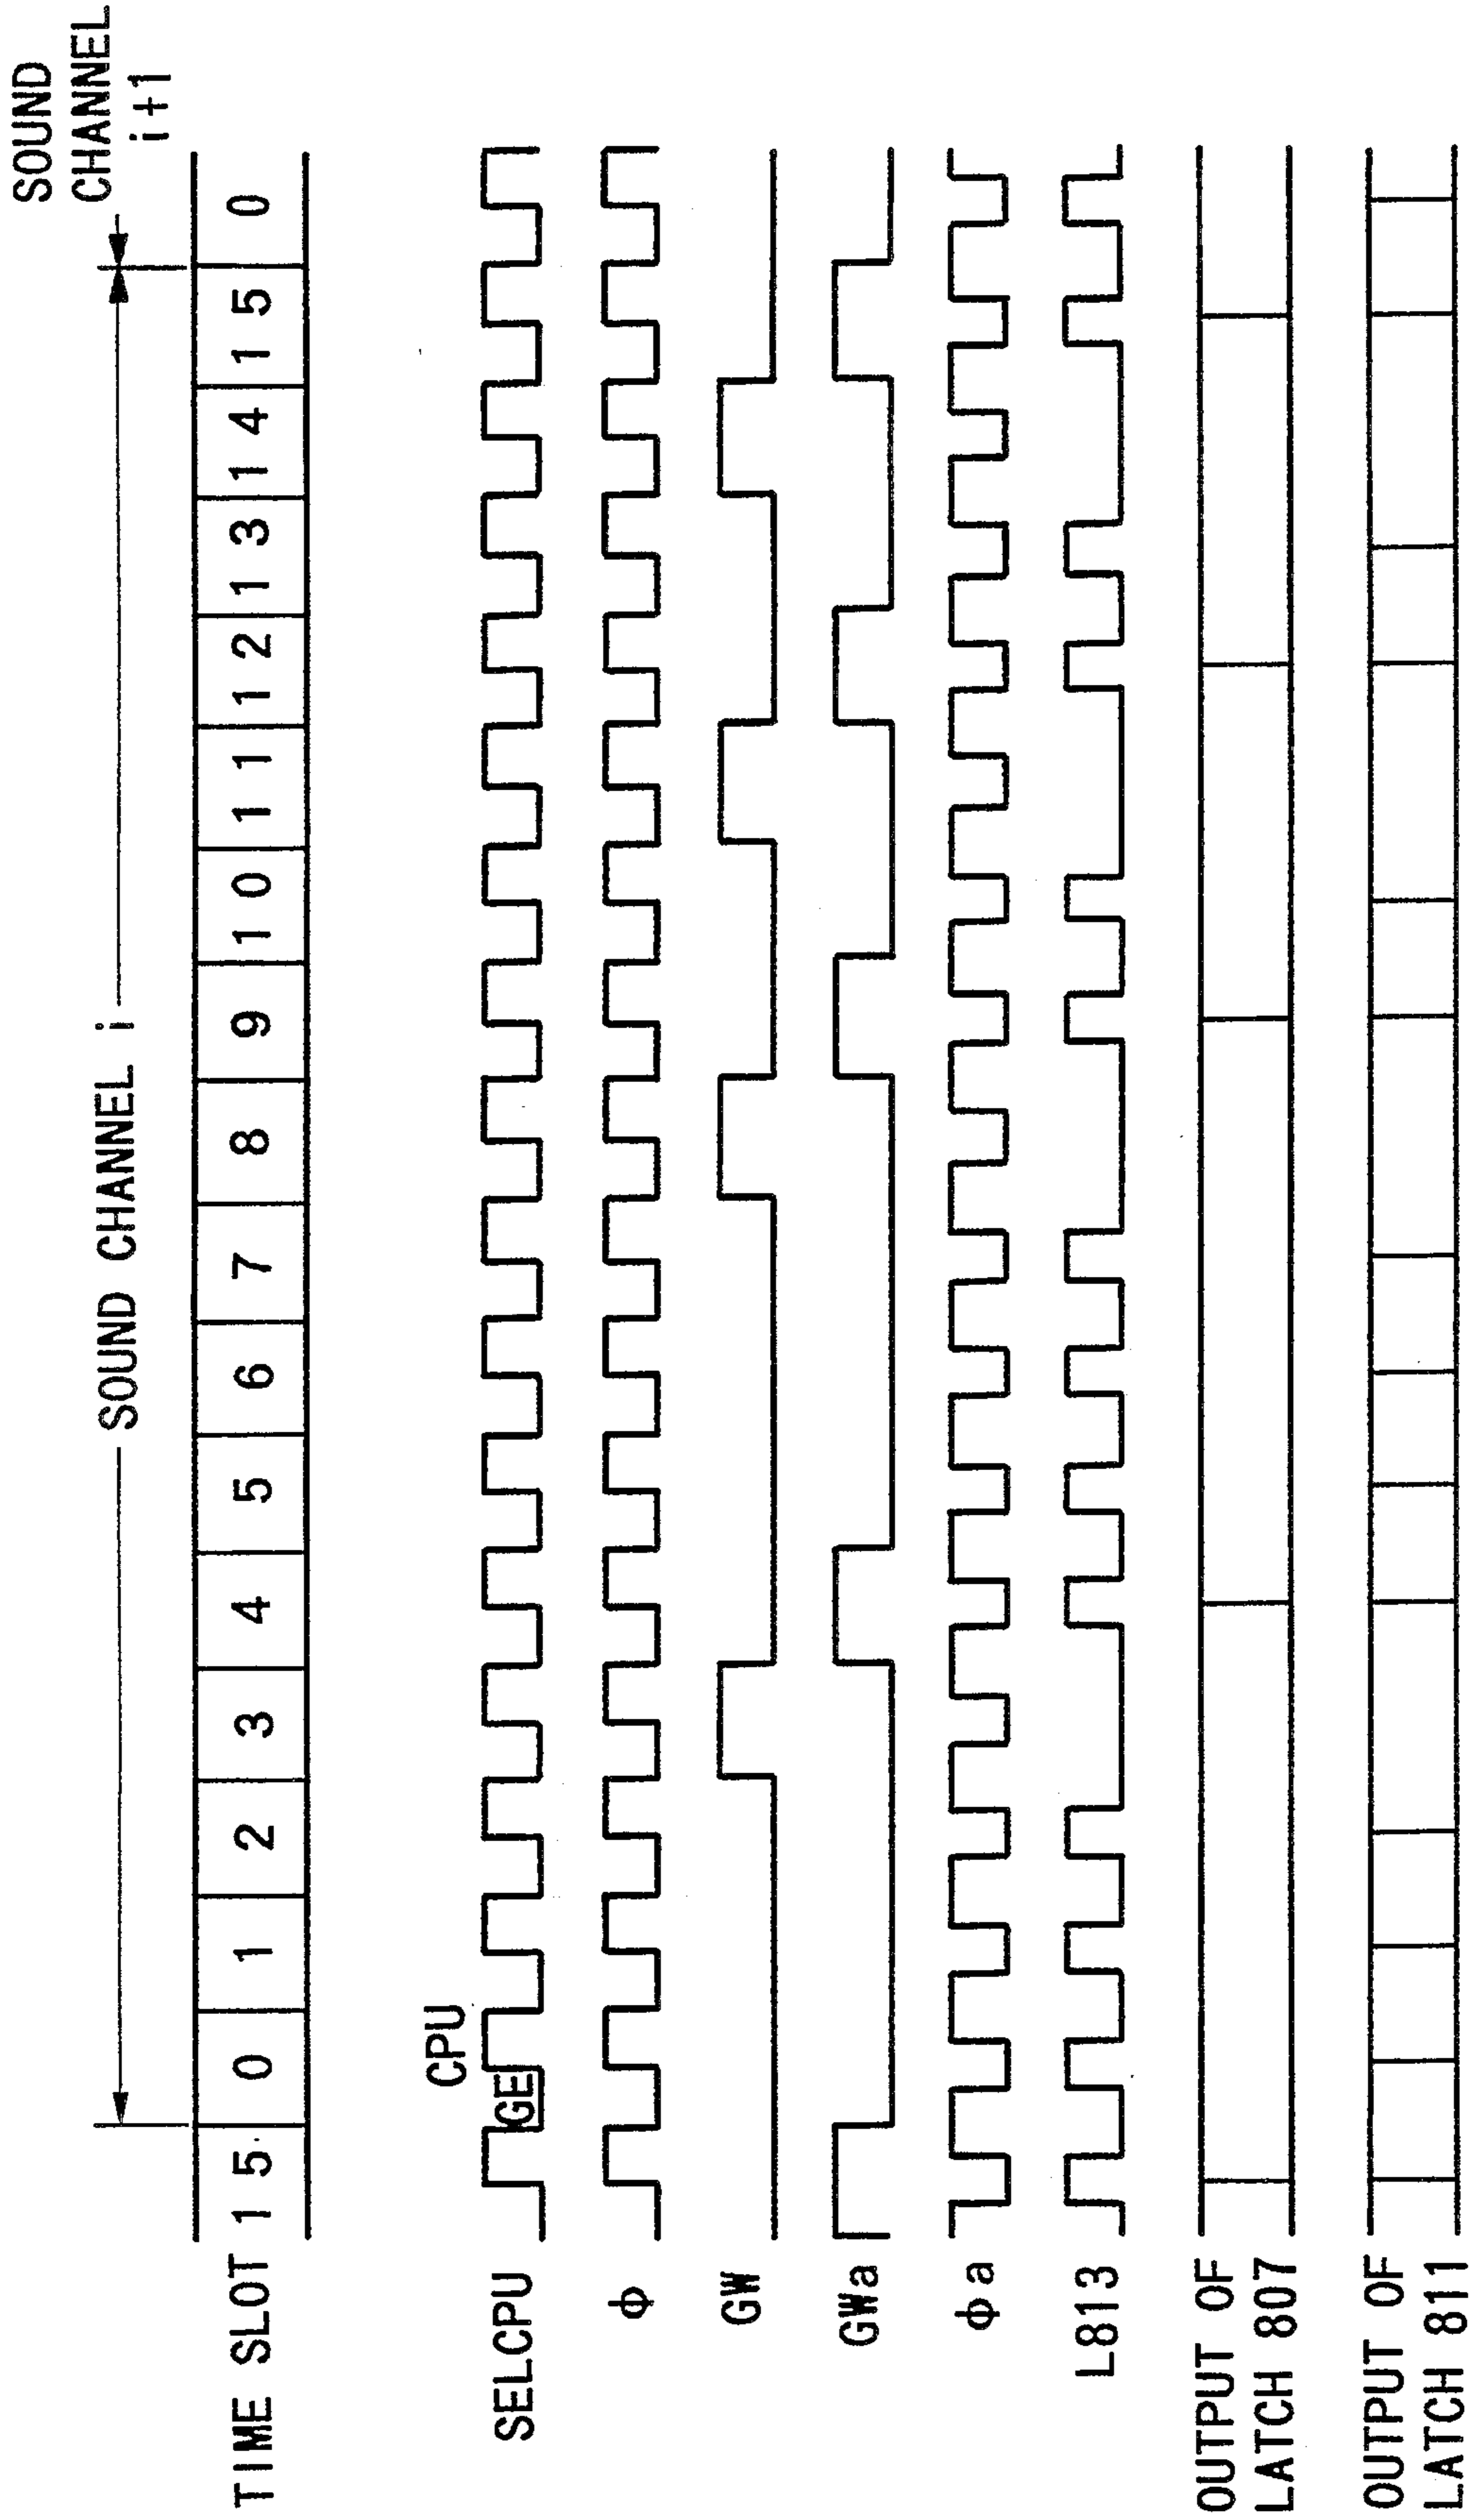 SOUND CHANNEL i
SOUND
CHANNEL
i+1
TIME SLOT 15 0 1 2 3 4 5 6 7 8 9 10 11 12 13 14 15 0
CPU
SELCPU GE
Φ
GW
GWa
Φa
L813
OUTPUT OF
LATCH 807
OUTPUT OF
LATCH 811